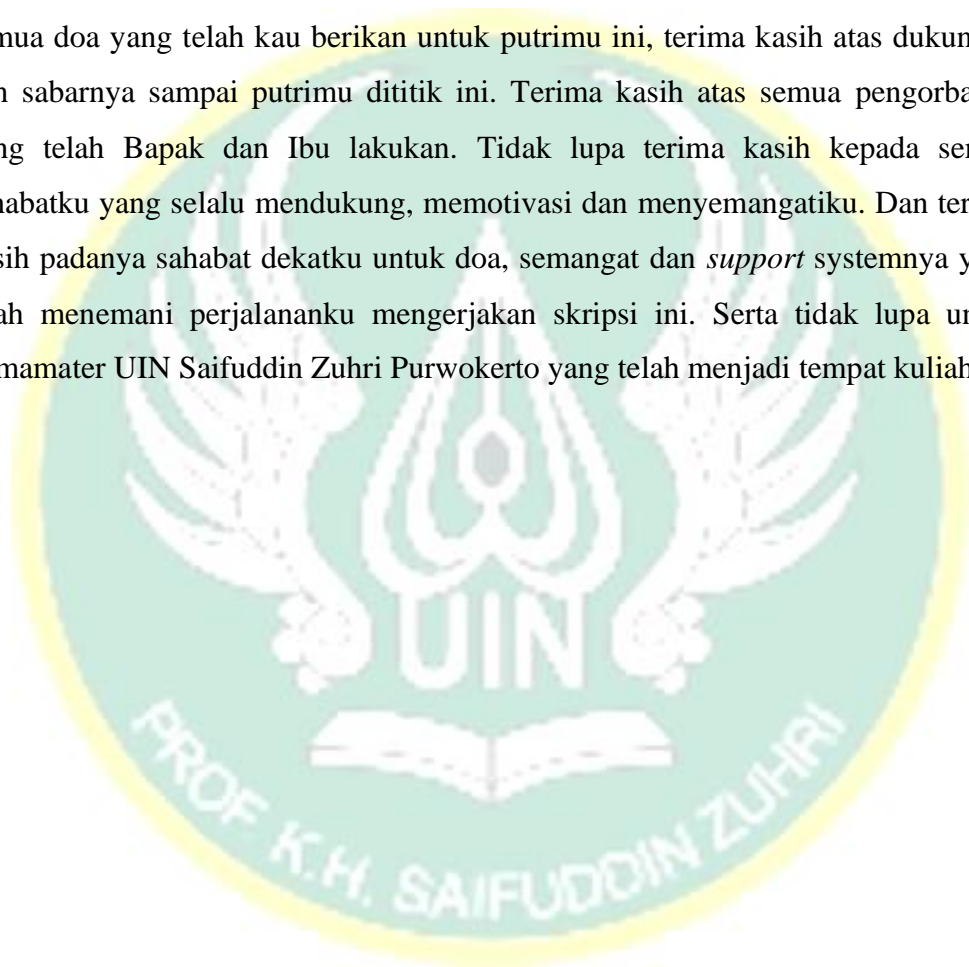 mua doa yang telah kau berikan untuk putrimu ini, terima kasih atas dukun
n sabarnya sampai putrimu dititik ini. Terima kasih atas semua pengorba
ng telah Bapak dan Ibu lakukan. Tidak lupa terima kasih kepada ser
habatku yang selalu mendukung, memotivasi dan menyemangatiku. Dan ter
sih padanya sahabat dekatku untuk doa, semangat dan support systemnya y
ah menemani perjalananku mengerjakan skripsi ini. Serta tidak lupa un
mamater UIN Saifuddin Zuhri Purwokerto yang telah menjadi tempat kuliah
UIN
PROF. K.H. SAIFUDDIN ZUHRI